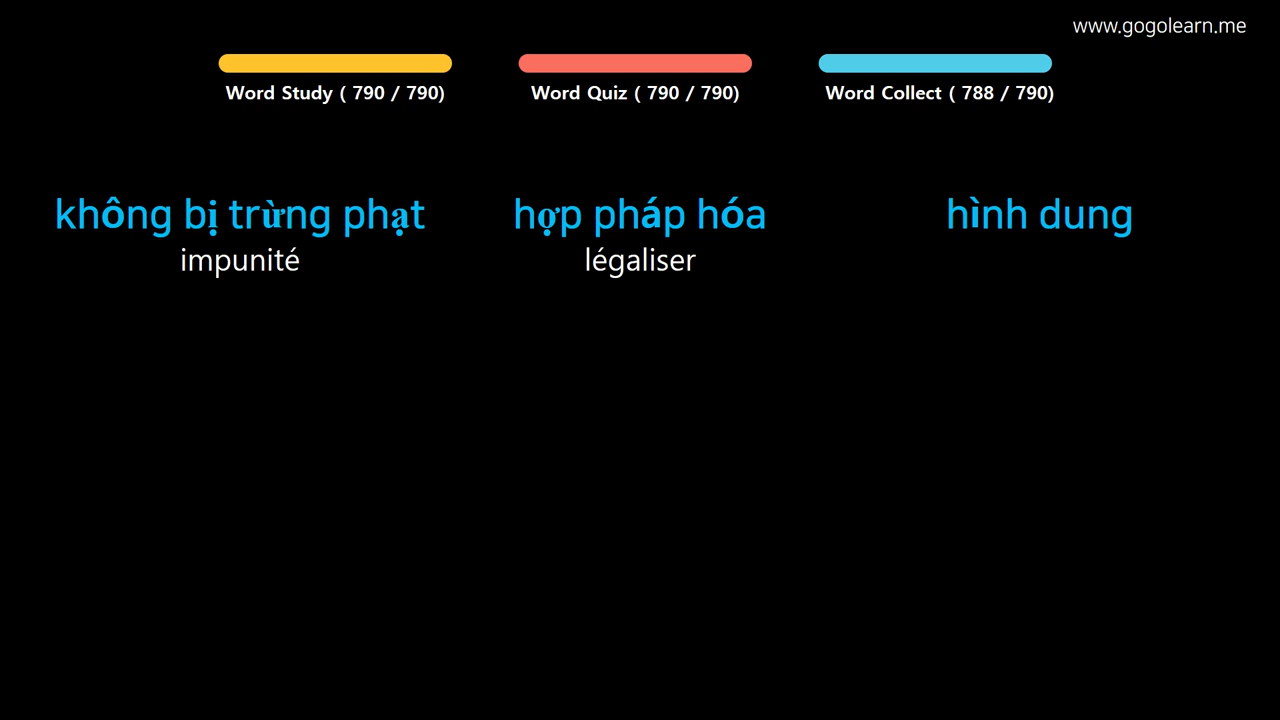 www.gogolearn.me
Word Study ( 790 / 790)
Word Quiz ( 790 / 790)
Word Collect ( 788 / 790)
không bị trừng phạt
impunité
hợp pháp hóa
légaliser
hình dung